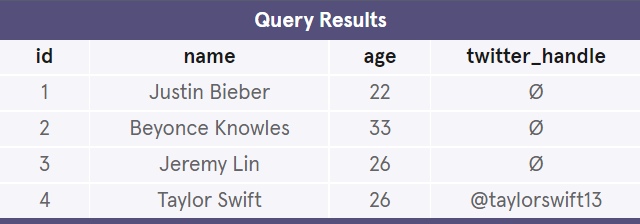 Query Results
id name age twitter_handle
1 Justin Bieber 22 Ø
2 Beyonce Knowles 33 Ø
3 Jeremy Lin 26 Ø
4 Taylor Swift 26 @taylorswift13